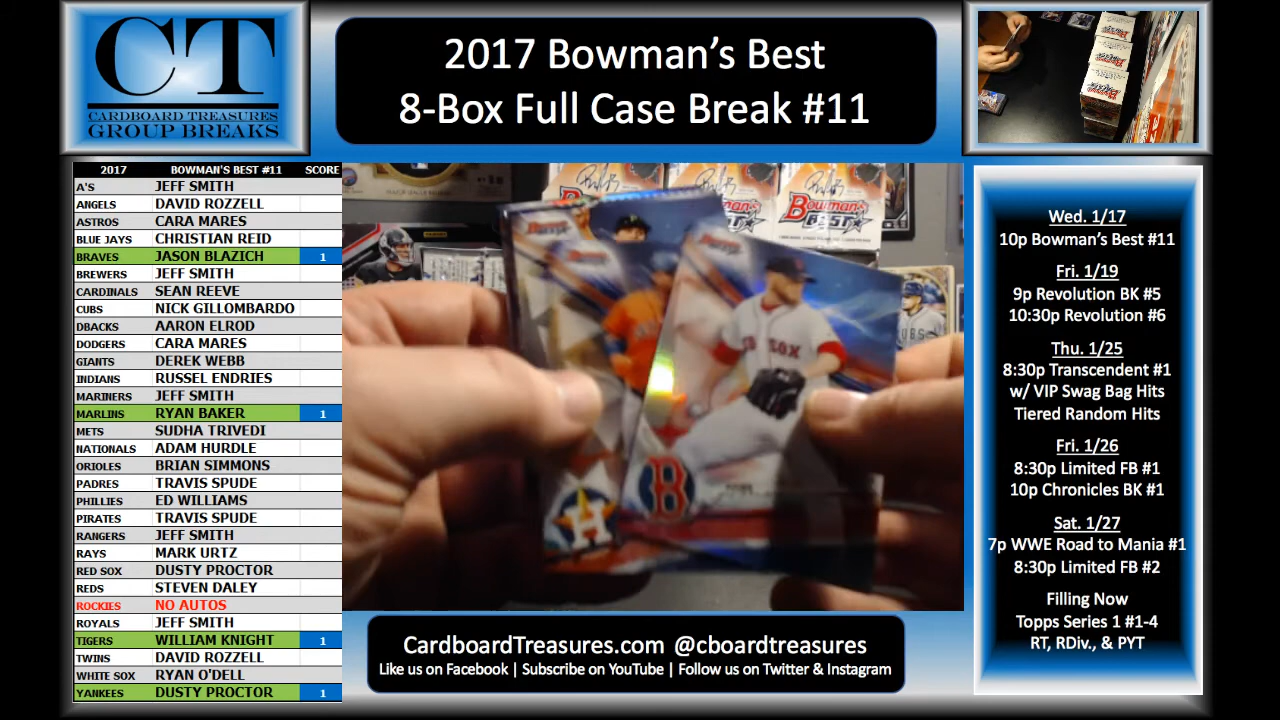 CT
CARDBOARD TREASURES
GROUP BREAKS
2017 Bowman's Best
8-Box Full Case Break #11
2017 BOWMAN'S BEST #11 SCORE
A'S JEFF SMITH
ANGELS DAVID ROZZELL
ASTROS CARA MARES
BLUE JAYS CHRISTIAN REID
BRAVES JASON BLAZICH 1
BREWERS JEFF SMITH
CARDINALS SEAN REEVE
CUBS NICK GILLOMBARDO
DBACKS AARON ELROD
DODGERS CARA MARES
GIANTS DEREK WEBB
INDIANS RUSSEL ENDRIES
MARINERS JEFF SMITH
MARLINS RYAN BAKER 1
METS SUDHA TRIVEDI
NATIONALS ADAM HURDLE
ORIOLES BRIAN SIMMONS
PADRES TRAVIS SPUDE
PHILLIES ED WILLIAMS
PIRATES TRAVIS SPUDE
RANGERS JEFF SMITH
RAYS MARK URTZ
RED SOX DUSTY PROCTOR
REDS STEVEN DALEY
ROCKIES NO AUTOS
ROYALS JEFF SMITH
TIGERS WILLIAM KNIGHT 1
TWINS DAVID ROZZELL
WHITE SOX RYAN O'DELL
YANKEES DUSTY PROCTOR 1
Bowman's
BEST
SOX
H
B
CUBS
CardboardTreasures.com @cboardtreasures
Like us on Facebook | Subscribe on YouTube | Follow us on Twitter & Instagram
Wed. 1/17
10p Bowman's Best #11
Fri. 1/19
9p Revolution BK #5
10:30p Revolution #6
Thu. 1/25
8:30p Transcendent #1
w/ VIP Swag Bag Hits
Tiered Random Hits
Fri. 1/26
8:30p Limited FB #1
10p Chronicles BK #1
Sat. 1/27
7p WWE Road to Mania #1
8:30p Limited FB #2
Filling Now
Topps Series 1 #1-4
RT, RDiv., & PYT